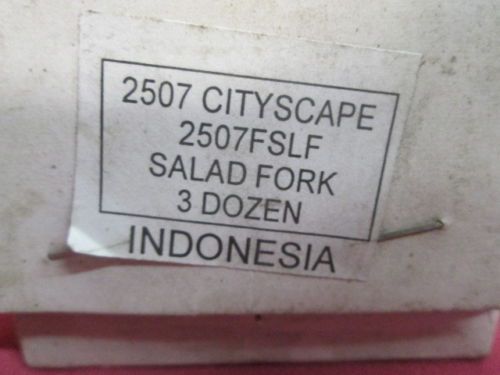 2507 CITYSCAPE
2507FSLF
SALAD FORK
3 DOZEN
INDONESIA